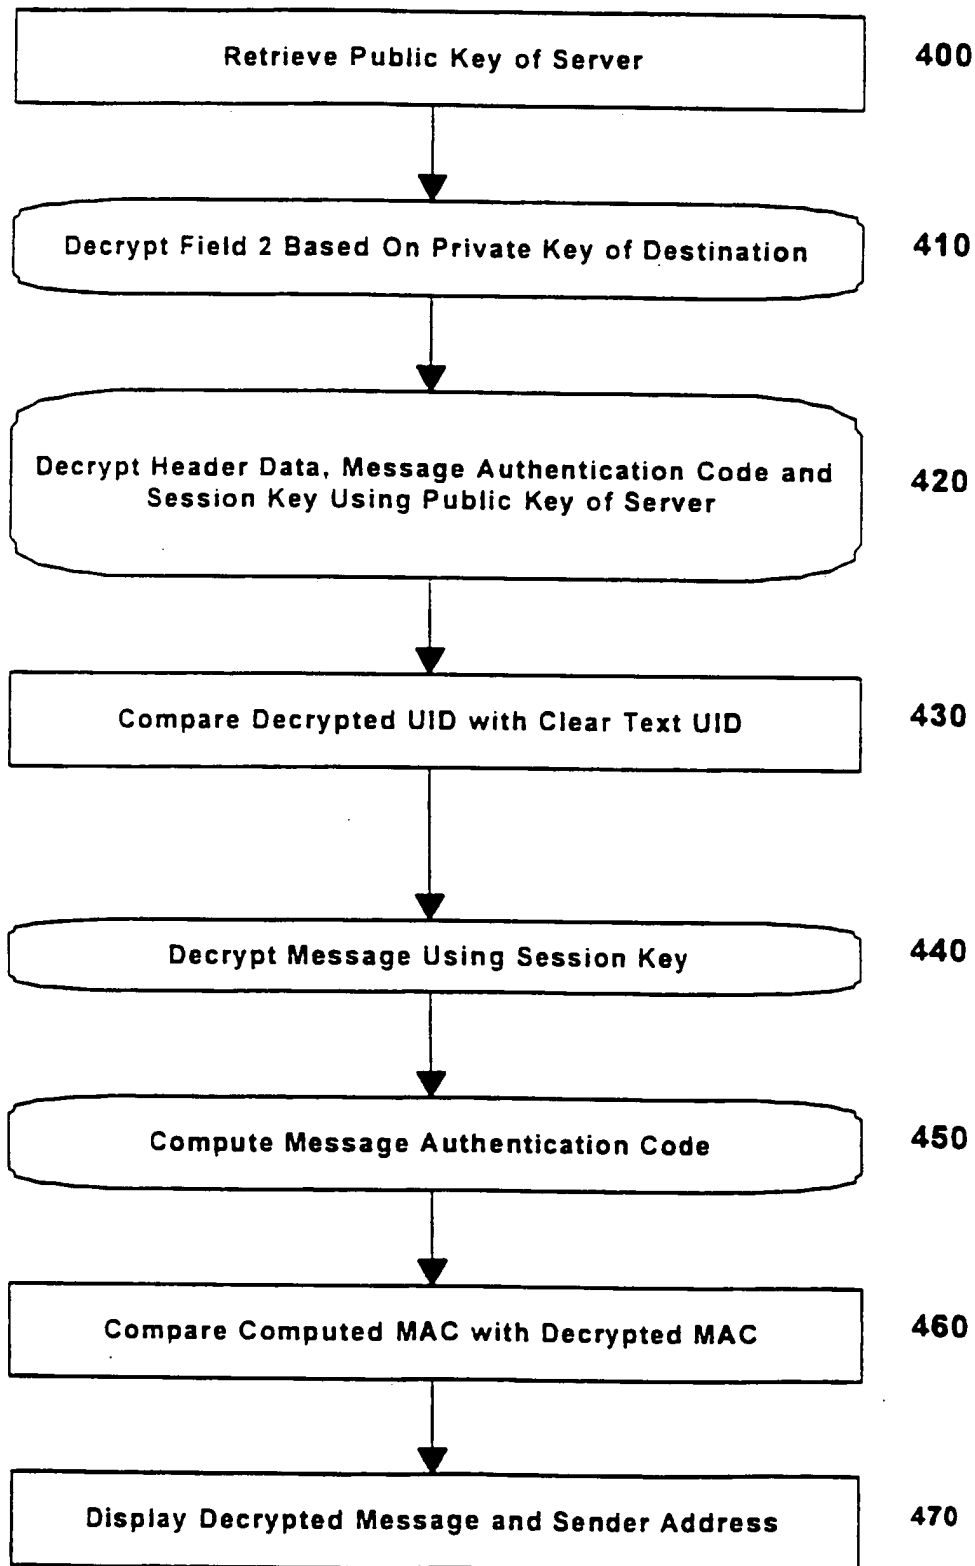 Retrieve Public Key of Server
400
Decrypt Field 2 Based On Private Key of Destination
410
Decrypt Header Data, Message Authentication Code and
Session Key Using Public Key of Server
420
Compare Decrypted UID with Clear Text UID
430
Decrypt Message Using Session Key
440
Compute Message Authentication Code
450
Compare Computed MAC with Decrypted MAC
460
Display Decrypted Message and Sender Address
470